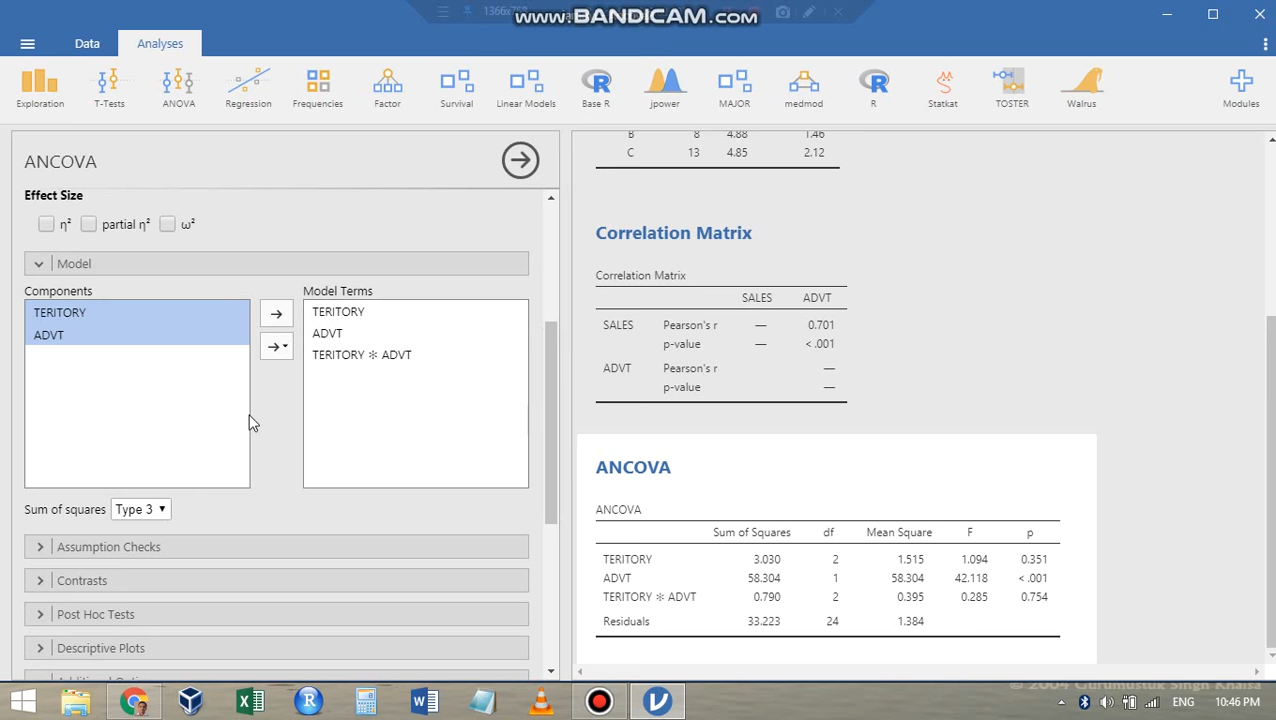 1366x768
www.BANDICAM.com
Data
Analyses
Exploration
T-Tests
ANOVA
Regression
Frequencies
Factor
Survival
Linear Models
Base R
jpower
MAJOR
medmod
R
Statkat
TOSTER
Walrus
Modules
ANCOVA
Effect Size
η²
partial η²
ω²
Model
Components
Model Terms
TERITORY
ADVT
TERITORY
ADVT
TERITORY ✻ ADVT
Sum of squares
Type 3
Assumption Checks
Contrasts
Post Hoc Tests
Descriptive Plots
B 8 4.88 1.46
C 13 4.85 2.12
Correlation Matrix
Correlation Matrix
SALES ADVT
SALES Pearson's r — 0.701
p-value — < .001
ADVT Pearson's r —
p-value —
ANCOVA
ANCOVA
Sum of Squares df Mean Square F p
TERITORY 3.030 2 1.515 1.094 0.351
ADVT 58.304 1 58.304 42.118 < .001
TERITORY ✻ ADVT 0.790 2 0.395 0.285 0.754
Residuals 33.223 24 1.384
© 2004 Gurumustuk Singh Khalsa
ENG
10:46 PM